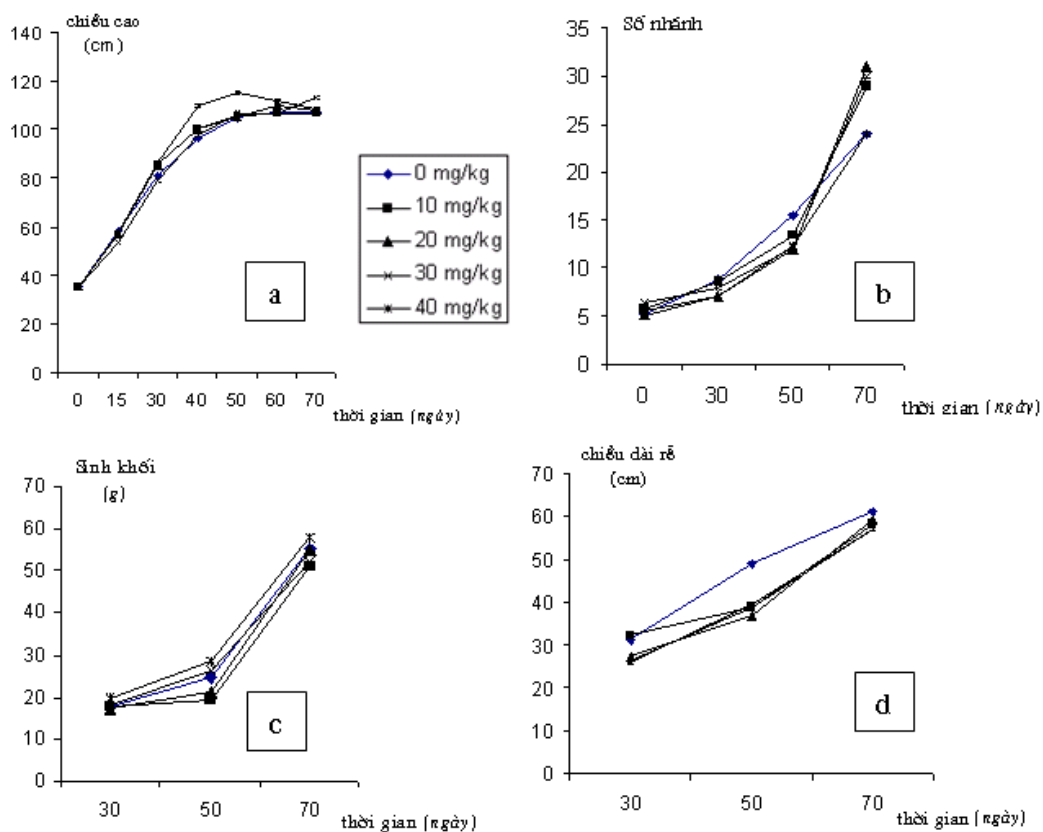 chiều cao
(cm)
140
120
100
80
60
40
20
0
0 15 30 40 50 60 70
thời gian (ngày)
a
0 mg/kg
10 mg/kg
20 mg/kg
30 mg/kg
40 mg/kg
Số nhánh
35
30
25
20
15
10
5
0
0 30 50 70
thời gian (ngày)
b
Sinh khối
(g)
70
60
50
40
30
20
10
0
30 50 70
thời gian (ngày)
c
chiều dài rễ
(cm)
70
60
50
40
30
20
10
0
30 50 70
thời gian (ngày)
d